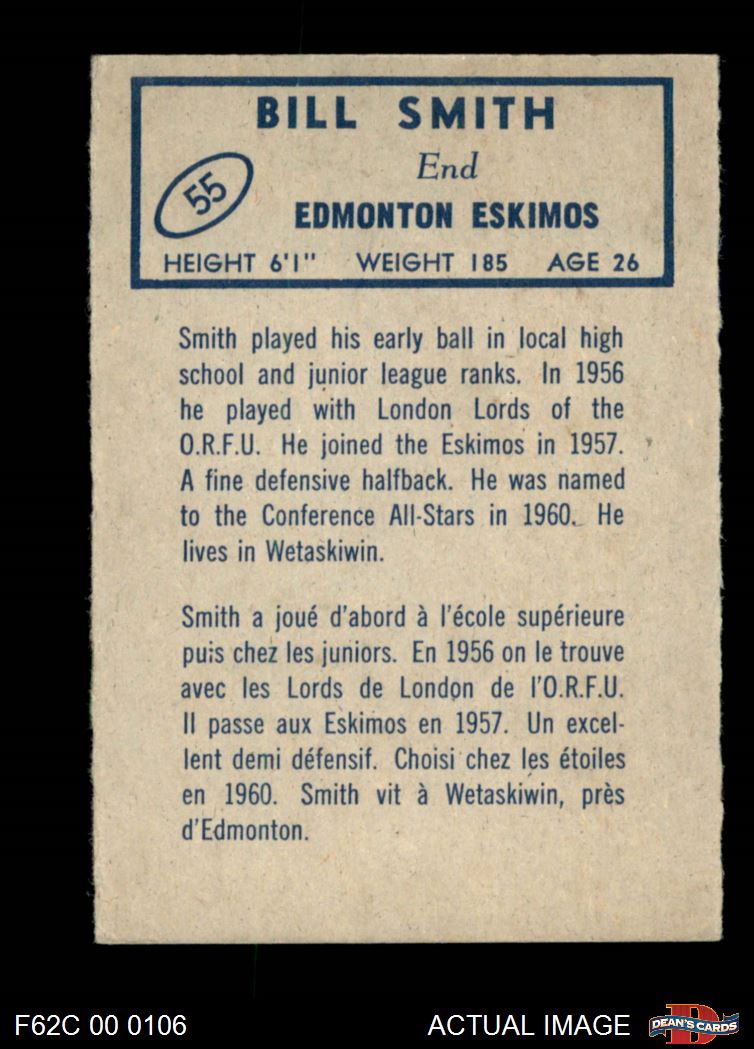 BILL SMITH
End
55
EDMONTON ESKIMOS
HEIGHT 6'1" WEIGHT 185 AGE 26
Smith played his early ball in local high
school and junior league ranks. In 1956
he played with London Lords of the
O.R.F.U. He joined the Eskimos in 1957.
A fine defensive halfback. He was named
to the Conference All-Stars in 1960. He
lives in Wetaskiwin.
Smith a joué d'abord à l'école supérieure
puis chez les juniors. En 1956 on le trouve
avec les Lords de London de l'O.R.F.U.
Il passe aux Eskimos en 1957. Un excel-
lent demi défensif. Choisi chez les étoiles
en 1960. Smith vit à Wetaskiwin, près
d'Edmonton.
F62C 00 0106 ACTUAL IMAGE D DEAN'S CARDS